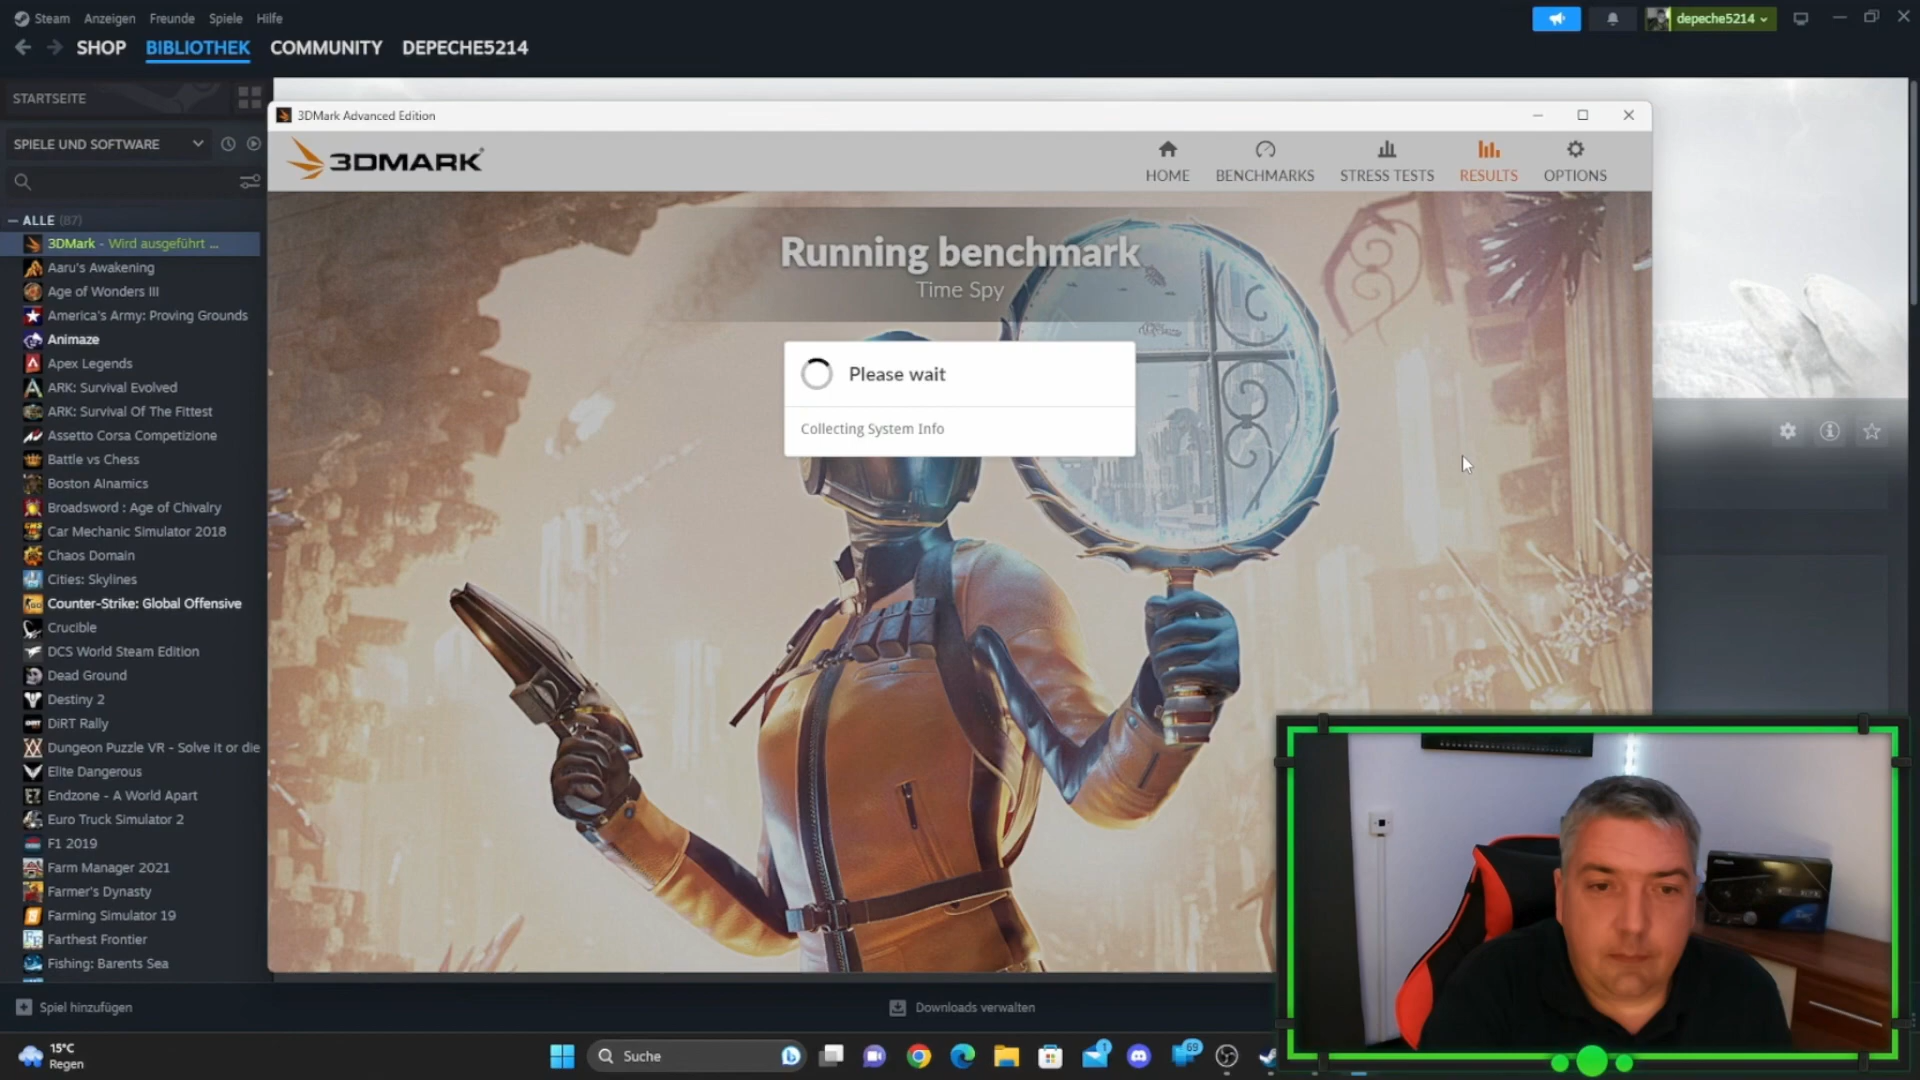 Steam Anzeigen Freunde Spiele Hilfe
depeche5214
SHOP BIBLIOTHEK COMMUNITY DEPECHE5214
STARTSEITE
SPIELE UND SOFTWARE
ALLE (87)
3DMark - Wird ausgeführt ...
Aaru's Awakening
Age of Wonders III
America's Army: Proving Grounds
Animaze
Apex Legends
ARK: Survival Evolved
ARK: Survival Of The Fittest
Assetto Corsa Competizione
Battle vs Chess
Boston Alnamics
Broadsword : Age of Chivalry
Car Mechanic Simulator 2018
Chaos Domain
Cities: Skylines
Counter-Strike: Global Offensive
Crucible
DCS World Steam Edition
Dead Ground
Destiny 2
DiRT Rally
Dungeon Puzzle VR - Solve it or die
Elite Dangerous
Endzone - A World Apart
Euro Truck Simulator 2
F1 2019
Farm Manager 2021
Farmer's Dynasty
Farming Simulator 19
Farthest Frontier
Fishing: Barents Sea
3DMark Advanced Edition
3DMARK
HOME BENCHMARKS STRESS TESTS RESULTS OPTIONS
Running benchmark
Time Spy
Please wait
Collecting System Info
Spiel hinzufügen
Downloads verwalten
15°C
Regen
Suche
1
69